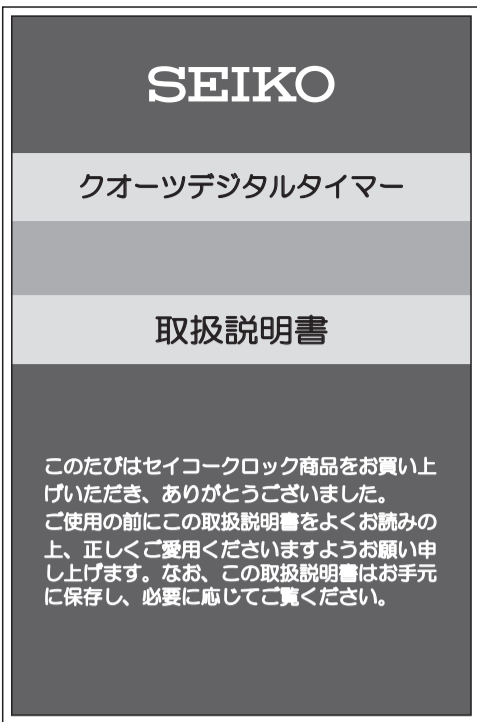 SEIKO
クオーツデジタルタイマー
取扱説明書
このたびはセイコークロック商品をお買い上
げいただき、ありがとうございました。
ご使用の前にこの取扱説明書をよくお読みの
上、正しくご愛用くださいますようお願い申
し上げます。なお、この取扱説明書はお手元
に保存し、必要に応じてご覧ください。